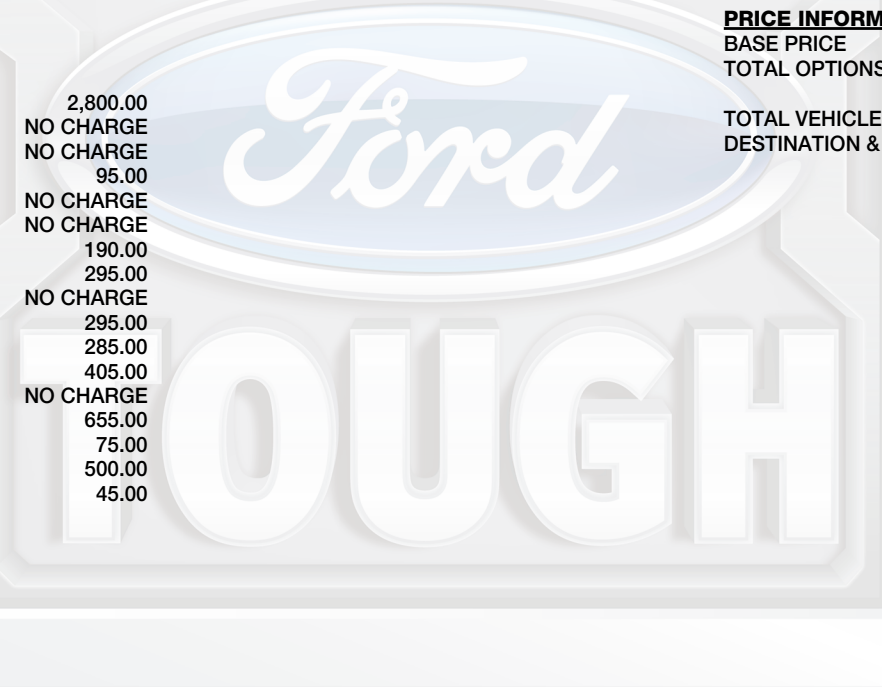 2,800.00
NO CHARGE
NO CHARGE
95.00
NO CHARGE
NO CHARGE
190.00
295.00
NO CHARGE
295.00
285.00
405.00
NO CHARGE
655.00
75.00
500.00
45.00
PRICE INFORM
BASE PRICE
TOTAL OPTIONS
TOTAL VEHICLE
DESTINATION &
Ford
TOUGH